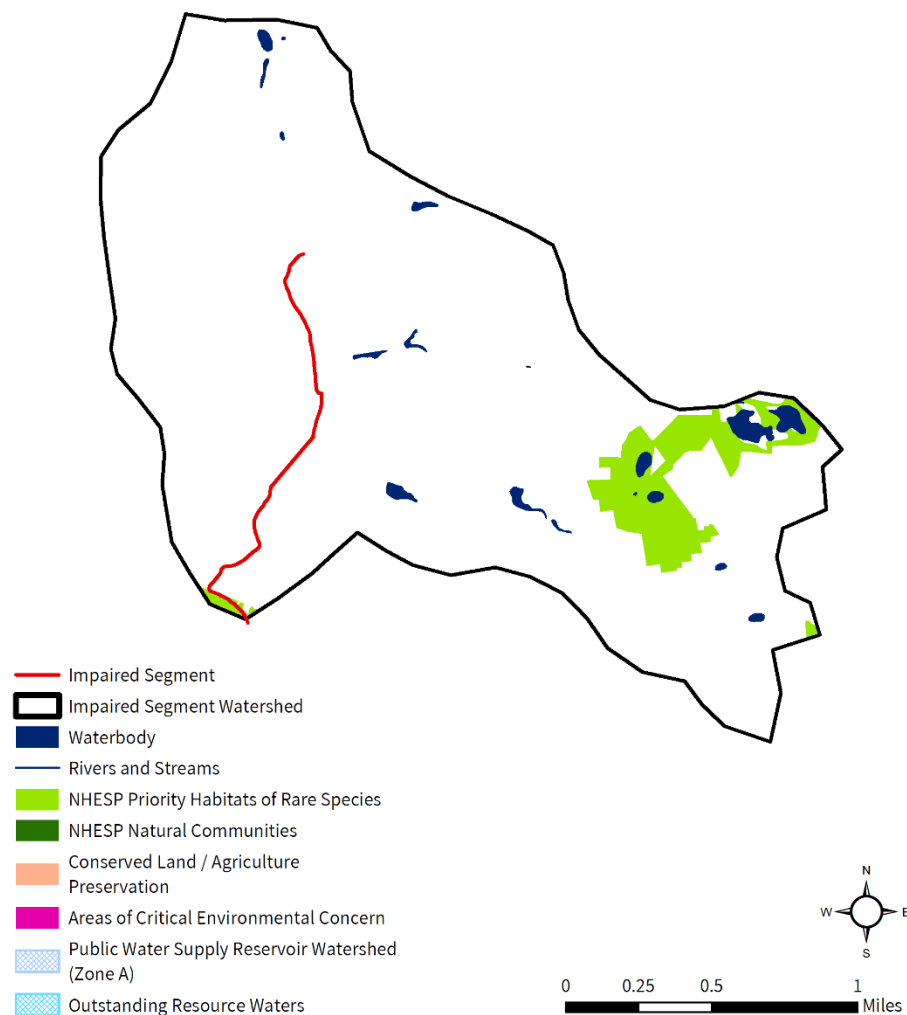 Impaired Segment
Impaired Segment Watershed
Waterbody
Rivers and Streams
NHESP Priority Habitats of Rare Species
NHESP Natural Communities
Conserved Land / Agriculture
Preservation
Areas of Critical Environmental Concern
Public Water Supply Reservoir Watershed
(Zone A)
Outstanding Resource Waters
N
W E
S
0 0.25 0.5 1
Miles